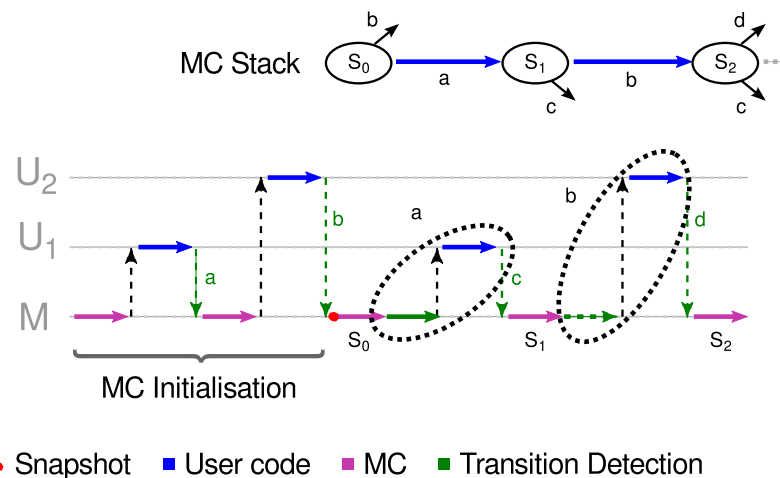 b d
MC Stack S0 S1 S2
a b
c c
U2
b a b d
U1
a c
M
S0 S1 S2
MC Initialisation
Snapshot User code MC Transition Detection